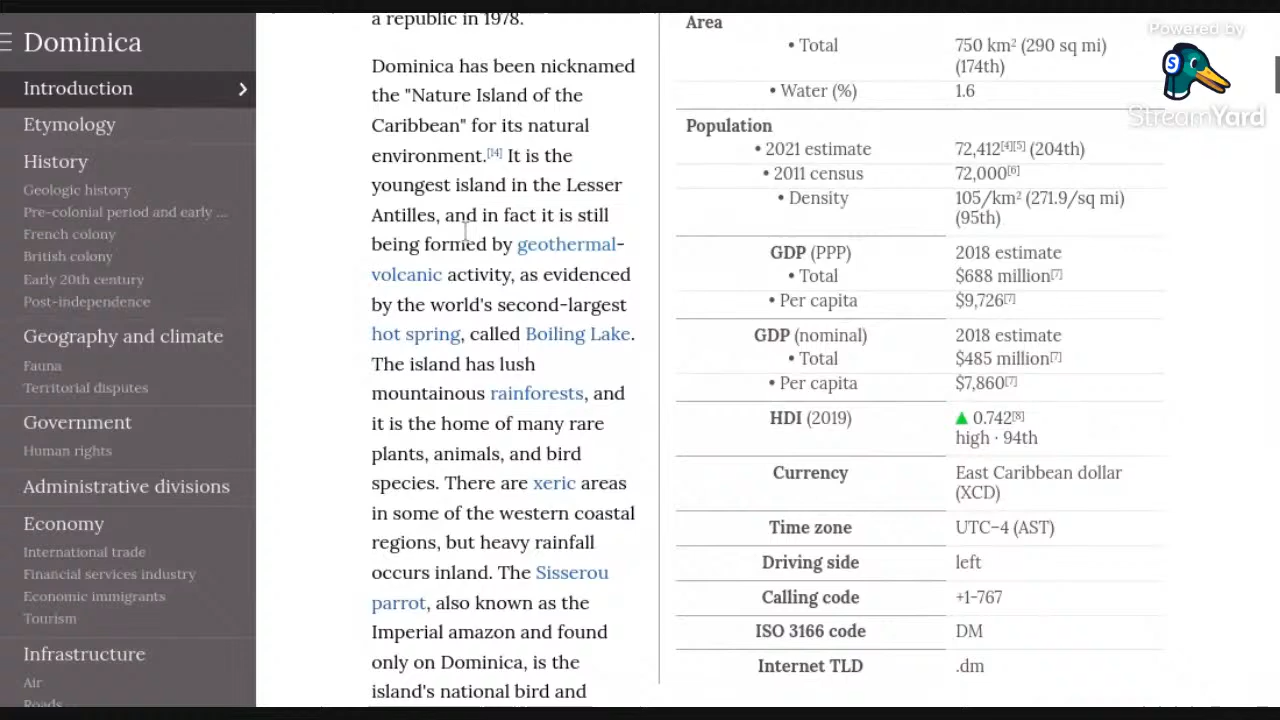 Dominica
Introduction
Etymology
History
Geologic history
Pre-colonial period and early ...
French colony
British colony
Early 20th century
Post-independence
Geography and climate
Fauna
Territorial disputes
Government
Human rights
Administrative divisions
Economy
International trade
Financial services industry
Economic immigrants
Tourism
Infrastructure
Air
Roads
a republic in 1978.
Dominica has been nicknamed
the "Nature Island of the
Caribbean" for its natural
environment.[14] It is the
youngest island in the Lesser
Antilles, and in fact it is still
being formed by geothermal-
volcanic activity, as evidenced
by the world's second-largest
hot spring, called Boiling Lake.
The island has lush
mountainous rainforests, and
it is the home of many rare
plants, animals, and bird
species. There are xeric areas
in some of the western coastal
regions, but heavy rainfall
occurs inland. The Sisserou
parrot, also known as the
Imperial amazon and found
only on Dominica, is the
island's national bird and
Area
• Total 750 km² (290 sq mi)
(174th)
• Water (%) 1.6
Population
• 2021 estimate 72,412[4][5] (204th)
• 2011 census 72,000[6]
• Density 105/km² (271.9/sq mi)
(95th)
GDP (PPP) 2018 estimate
• Total $688 million[7]
• Per capita $9,726[7]
GDP (nominal) 2018 estimate
• Total $485 million[7]
• Per capita $7,860[7]
HDI (2019) ▲ 0.742[8]
high · 94th
Currency East Caribbean dollar
(XCD)
Time zone UTC−4 (AST)
Driving side left
Calling code +1-767
ISO 3166 code DM
Internet TLD .dm
Powered by
S
StreamYard